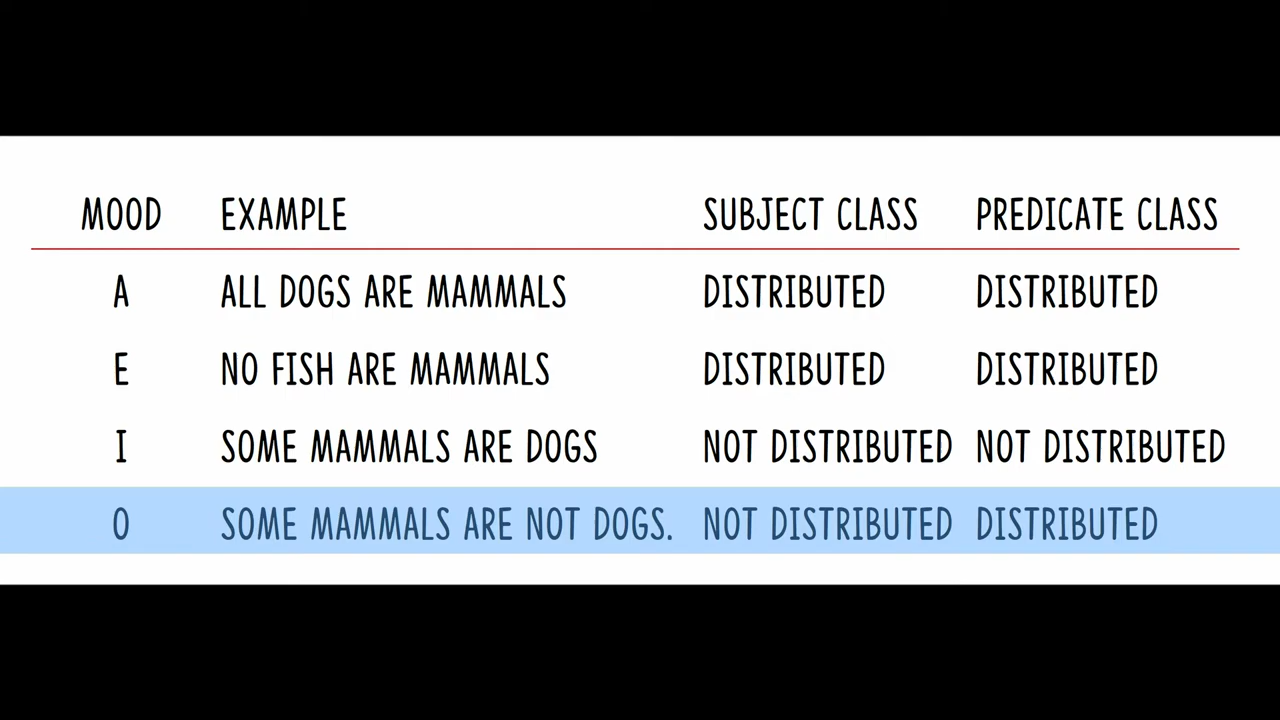 MOOD EXAMPLE SUBJECT CLASS PREDICATE CLASS
A ALL DOGS ARE MAMMALS DISTRIBUTED DISTRIBUTED
E NO FISH ARE MAMMALS DISTRIBUTED DISTRIBUTED
I SOME MAMMALS ARE DOGS NOT DISTRIBUTED NOT DISTRIBUTED
O SOME MAMMALS ARE NOT DOGS. NOT DISTRIBUTED DISTRIBUTED